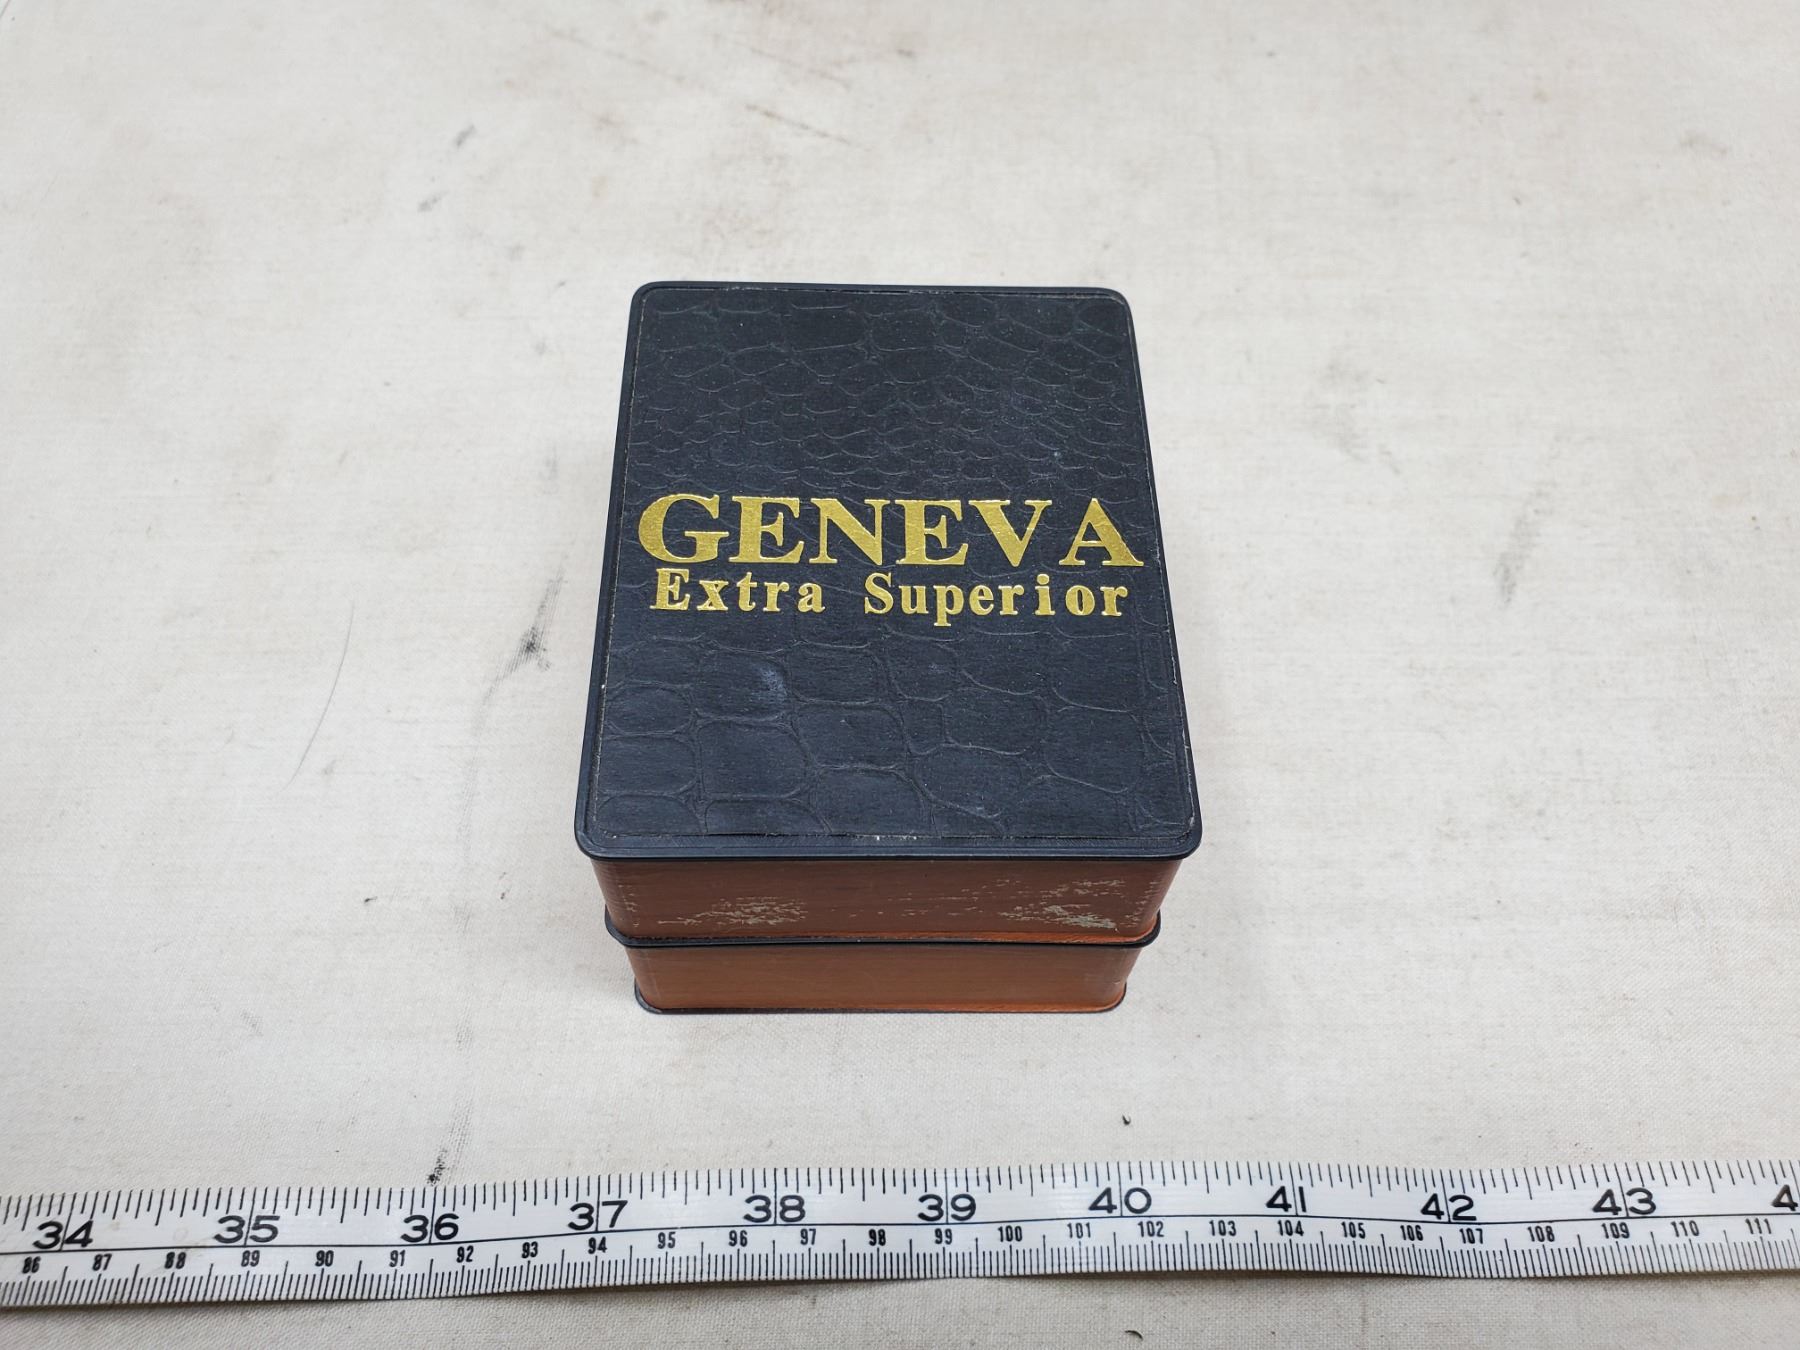 GENEVA
Extra Superior
34 35 36 37 38 39 40 41 42 43 4
86 87 88 89 90 91 92 93 94 95 96 97 98 99 100 101 102 103 104 105 106 107 108 109 110 111